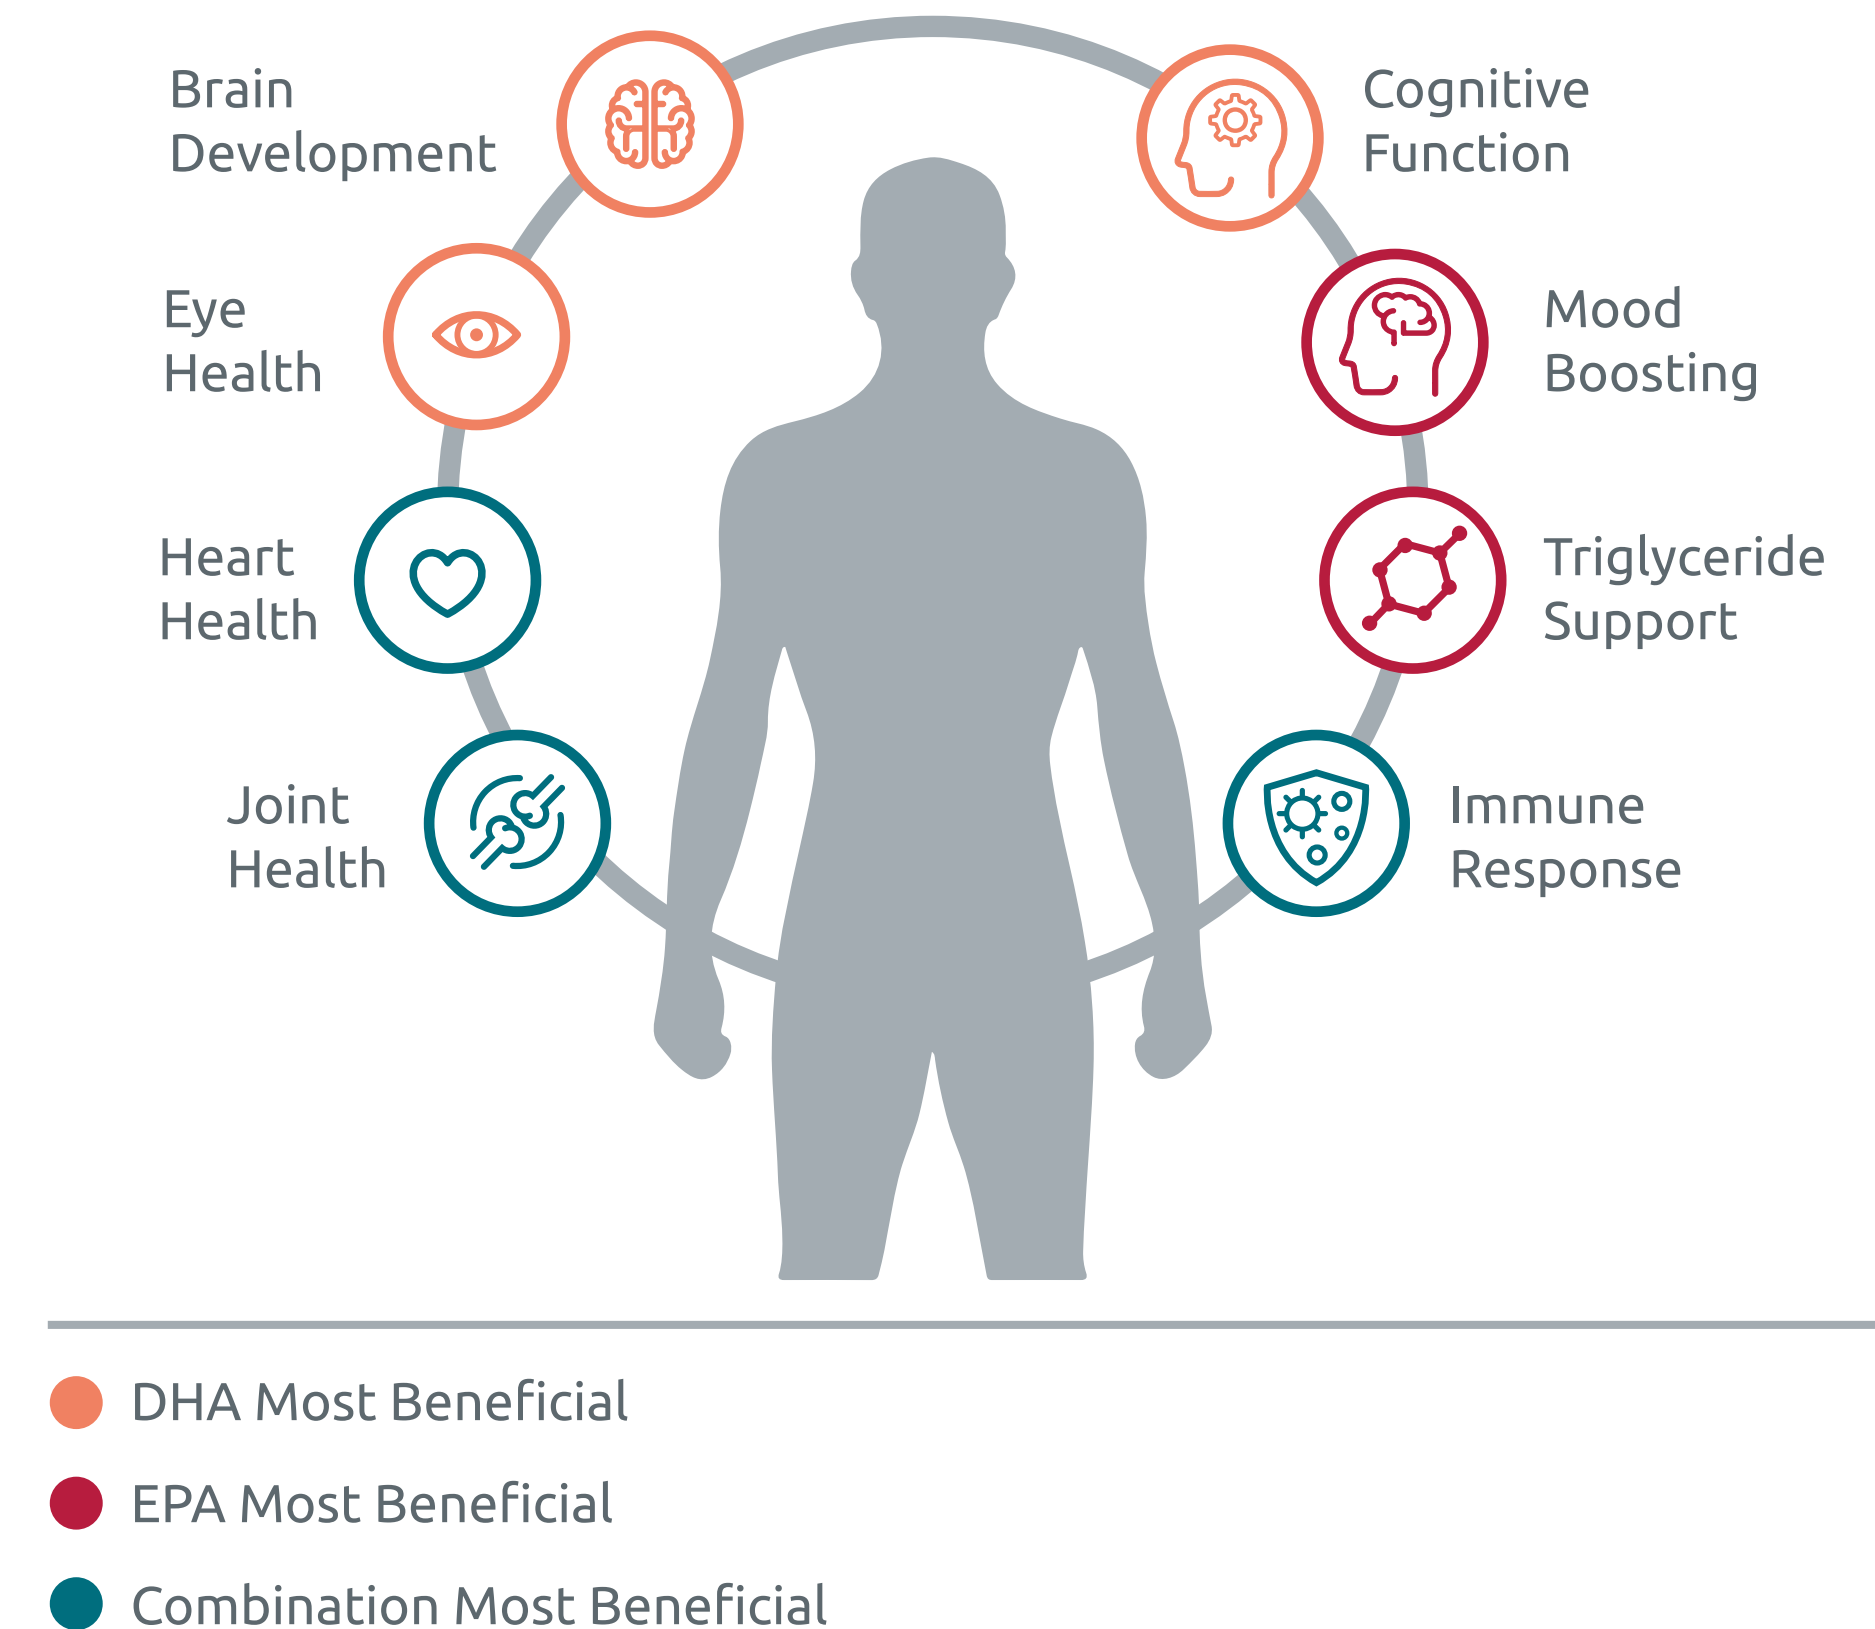 Brain
Development
Cognitive
Function
Eye
Health
Mood
Boosting
Heart
Health
Triglyceride
Support
Joint
Health
Immune
Response
DHA Most Beneficial
EPA Most Beneficial
Combination Most Beneficial